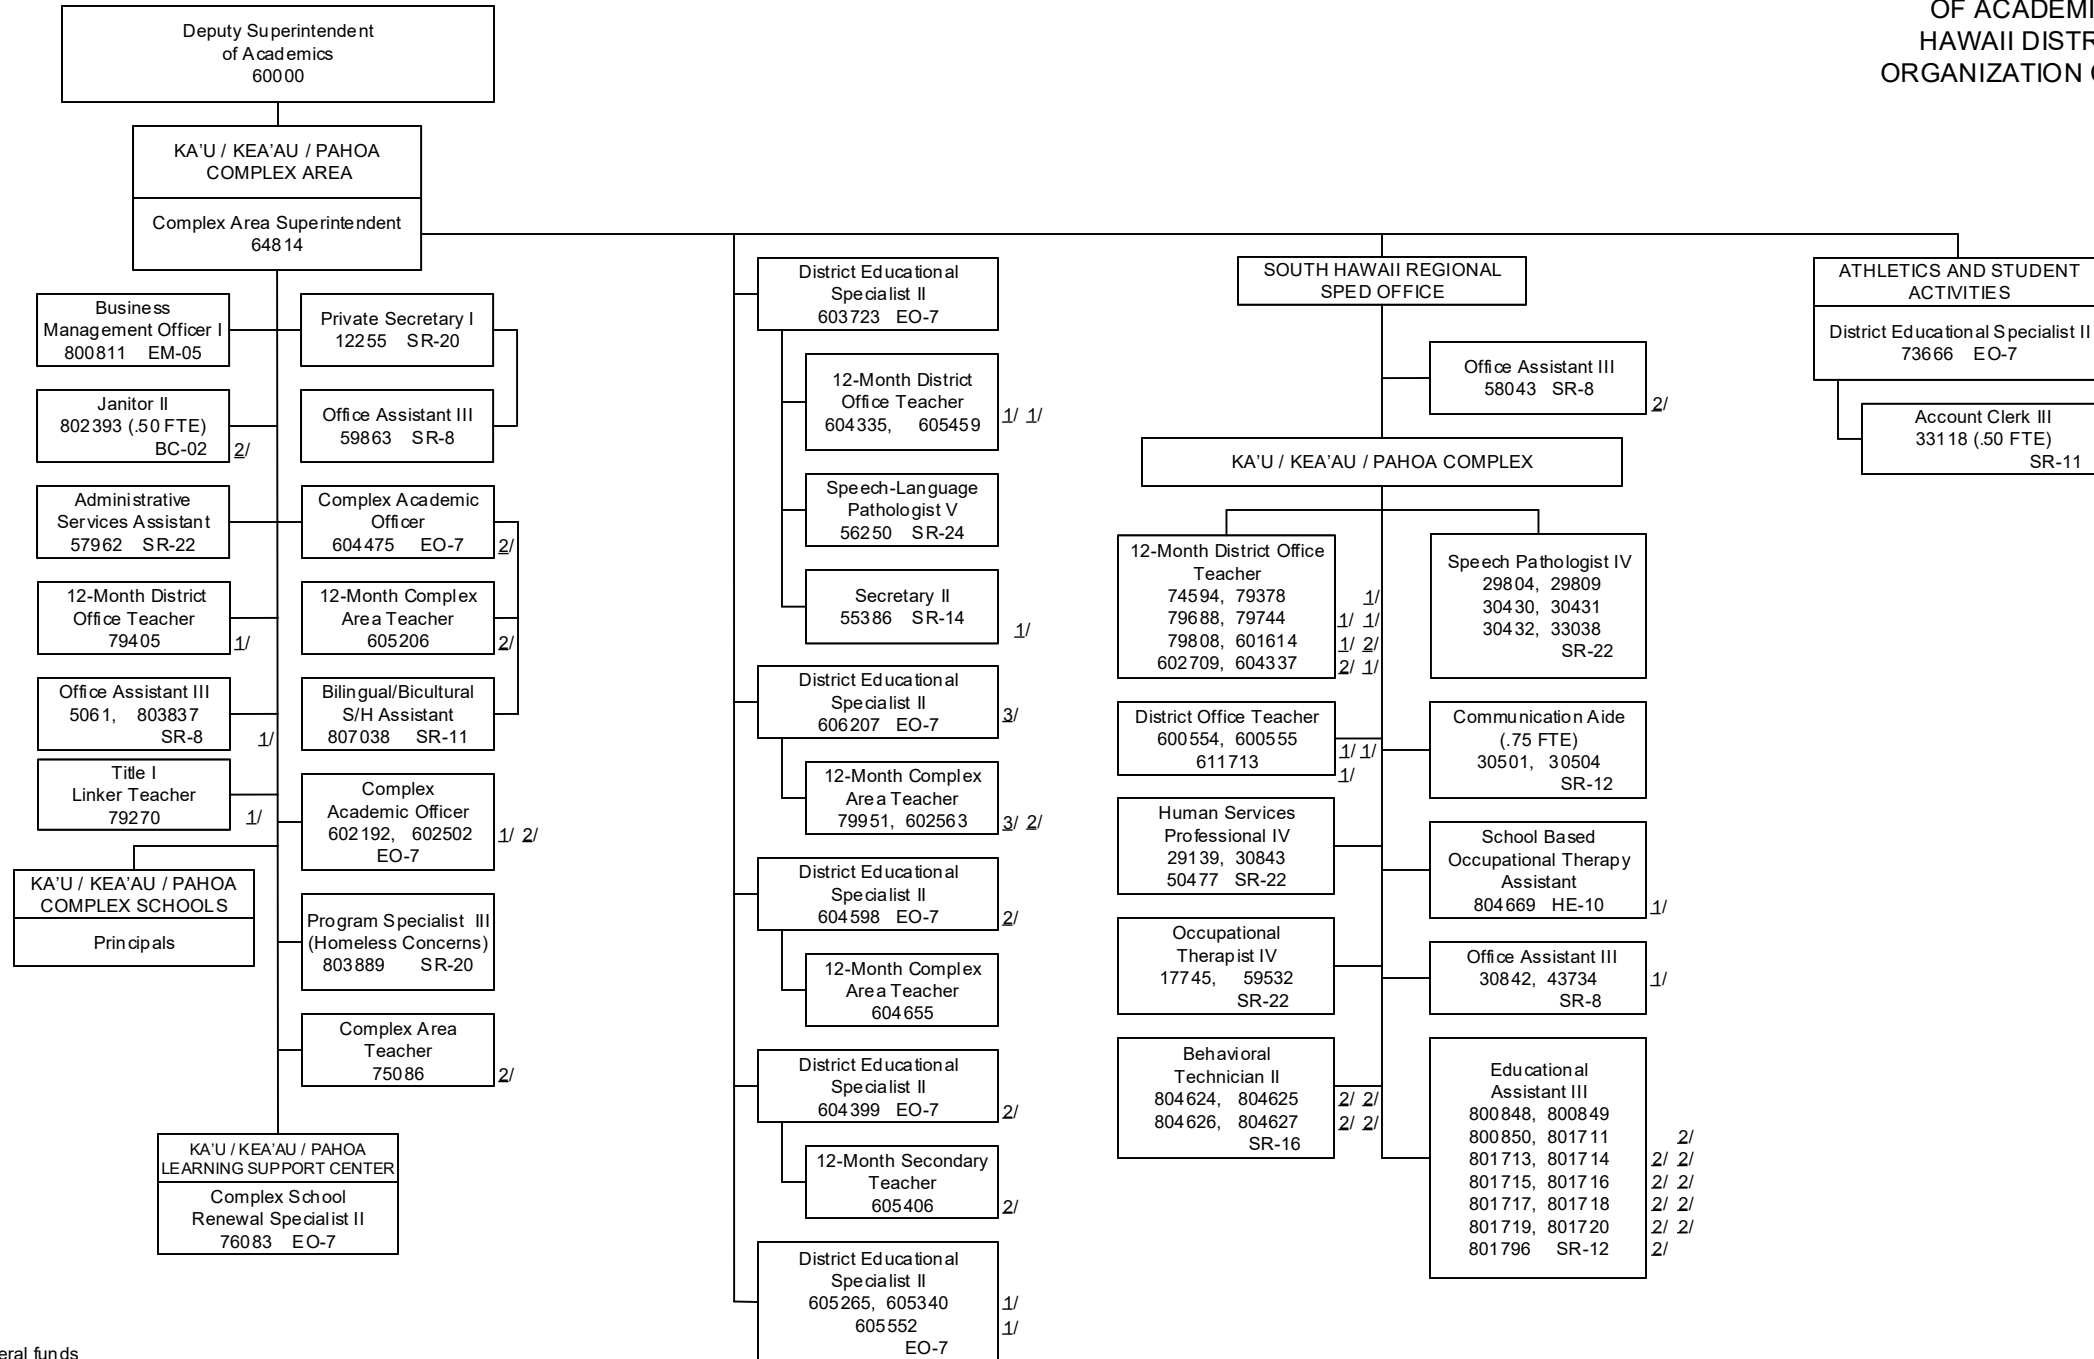 OF ACADEMI
HAWAII DISTR
ORGANIZATION
Deputy Superintendent
of Academics
60000
KA'U / KEA'AU / PAHOA
COMPLEX AREA
Complex Area Superintendent
64814
Business
Management Officer I
800811 EM-05
Janitor II
802393 (.50 FTE)
BC-02 2/
Administrative
Services Assistant
57962 SR-22
12-Month District
Office Teacher
79405 1/
Office Assistant III
5061, 803837
SR-8 1/
Title I
Linker Teacher
79270 1/
KA'U / KEA'AU / PAHOA
COMPLEX SCHOOLS
Principals
Private Secretary I
12255 SR-20
Office Assistant III
59863 SR-8
Complex Academic
Officer
604475 EO-7 2/
12-Month Complex
Area Teacher
605206 2/
Bilingual/Bicultural
S/H Assistant
807038 SR-11
Complex
Academic Officer
602192, 602502 1/ 2/
EO-7
Program Specialist III
(Homeless Concerns)
803889 SR-20
Complex Area
Teacher
75086 2/
KA'U / KEA'AU / PAHOA
LEARNING SUPPORT CENTER
Complex School
Renewal Specialist II
76083 EO-7
District Educational
Specialist II
603723 EO-7
12-Month District
Office Teacher
604335, 605459 1/ 1/
Speech-Language
Pathologist V
56250 SR-24
Secretary II
55386 SR-14 1/
District Educational
Specialist II
606207 EO-7 3/
12-Month Complex
Area Teacher
79951, 602563 3/ 2/
District Educational
Specialist II
604598 EO-7 2/
12-Month Complex
Area Teacher
604655
District Educational
Specialist II
604399 EO-7 2/
12-Month Secondary
Teacher
605406 2/
District Educational
Specialist II
605265, 605340 1/
605552 1/
EO-7
SOUTH HAWAII REGIONAL
SPED OFFICE
Office Assistant III
58043 SR-8 2/
KA'U / KEA'AU / PAHOA COMPLEX
12-Month District Office
Teacher
74594, 79378 1/
79688, 79744 1/ 1/
79808, 601614 1/ 2/
602709, 604337 2/ 1/
District Office Teacher
600554, 600555 1/ 1/
611713 1/
Human Services
Professional IV
29139, 30843
50477 SR-22
Occupational
Therapist IV
17745, 59532
SR-22
Behavioral
Technician II
804624, 804625 2/ 2/
804626, 804627 2/ 2/
SR-16
Speech Pathologist IV
29804, 29809
30430, 30431
30432, 33038
SR-22
Communication Aide
(.75 FTE)
30501, 30504
SR-12
School Based
Occupational Therapy
Assistant
804669 HE-10 1/
Office Assistant III
30842, 43734 1/
SR-8
Educational
Assistant III
800848, 800849
800850, 801711 2/
801713, 801714 2/ 2/
801715, 801716 2/ 2/
801717, 801718 2/ 2/
801719, 801720 2/ 2/
801796 SR-12 2/
ATHLETICS AND STUDENT
ACTIVITIES
District Educational Specialist II
73666 EO-7
Account Clerk III
33118 (.50 FTE)
SR-11
eral funds